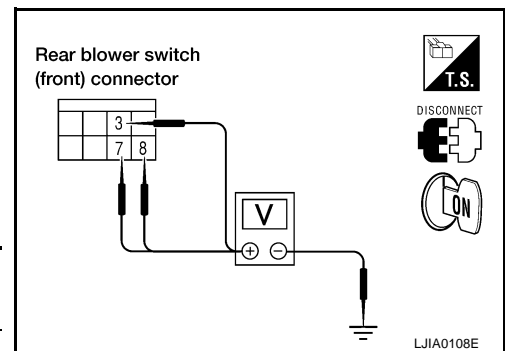 Rear blower switch
(front) connector
T.S.
DISCONNECT
3
7 8
ON
V
+ −
LJIA0108E